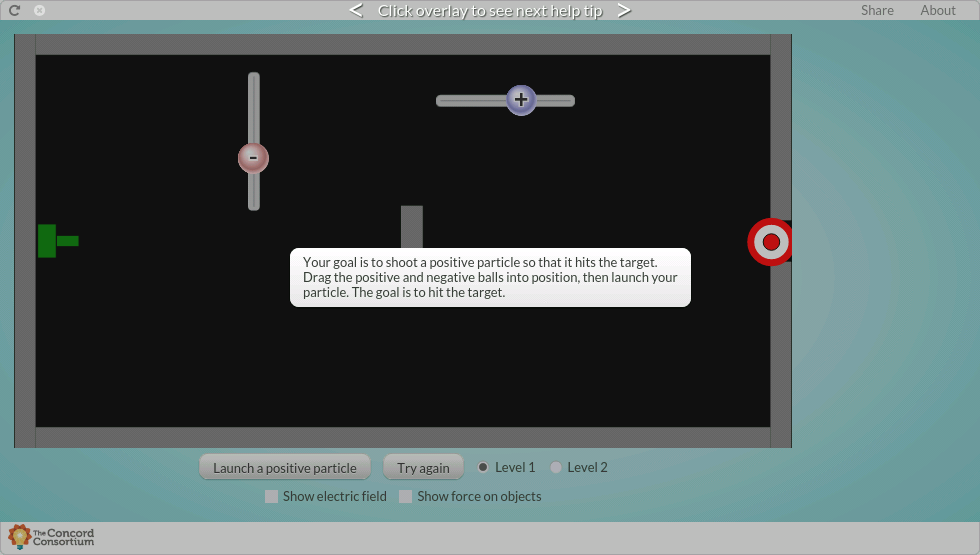 < Click overlay to see next help tip >
Share About
+
-
Your goal is to shoot a positive particle so that it hits the target.
Drag the positive and negative balls into position, then launch your
particle. The goal is to hit the target.
Launch a positive particle Try again Level 1 Level 2
Show electric field Show force on objects
The Concord
Consortium